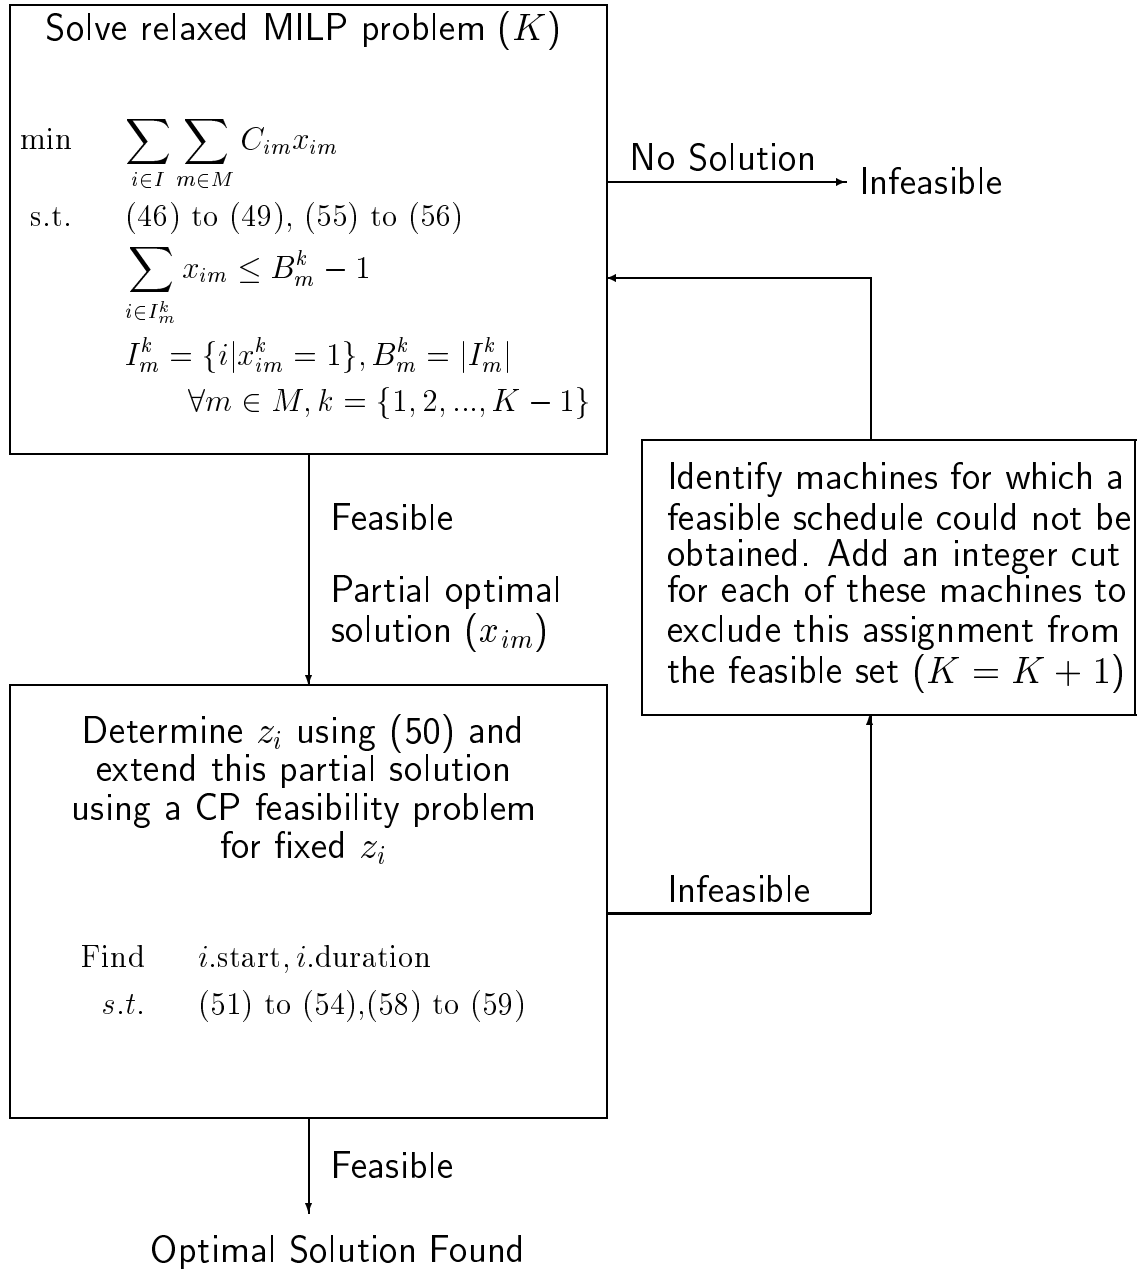 Solve relaxed MILP problem (K)
min ∑_{i∈I} ∑_{m∈M} C_{im}x_{im}
s.t. (46) to (49), (55) to (56)
∑_{i∈I_m^k} x_{im} ≤ B_m^k − 1
I_m^k = {i|x_{im}^k = 1}, B_m^k = |I_m^k|
∀m ∈ M, k = {1, 2, ..., K − 1}
No Solution
Infeasible
Feasible
Partial optimal
solution (x_{im})
Identify machines for which a
feasible schedule could not be
obtained. Add an integer cut
for each of these machines to
exclude this assignment from
the feasible set (K = K + 1)
Determine z_i using (50) and
extend this partial solution
using a CP feasibility problem
for fixed z_i
Find i.start, i.duration
s.t. (51) to (54),(58) to (59)
Infeasible
Feasible
Optimal Solution Found